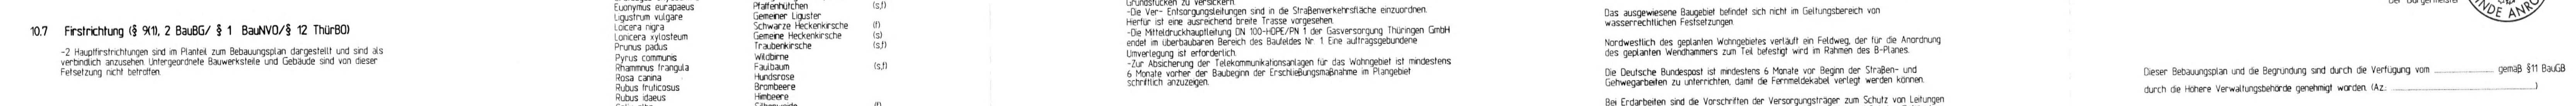 10.7 Firstrichtung (§ 9(1), 2 BauBG/ § 1 BauNVO/§ 12 ThürBO)
-2 Hauptfirstrichtungen sind im Planteil zum Bebauungsplan dargestellt und sind als
verbindlich anzusehen. Untergeordnete Bauwerksteile und Gebäude sind von dieser
Fetsetzung nicht betroffen.
Euonymus europaeus Pfaffenhütchen (s,f)
Ligustrum vulgare Gemeiner Liguster
Loicera nigra Schwarze Heckenkirsche (f)
Lonicera xylosteum Gemeine Heckenkirsche (s)
Prunus padus Traubenkirsche (s,f)
Pyrus communis Wildbirne
Rhammnus frangula Faulbaum (s,f)
Rosa canina Hundsrose
Rubus fruticosus Brombeere
Rubus idaeus Himbeere
Grundstücken zu versickern.
-Die Ver- Entsorgungsleitungen sind in die Straßenverkehrsfläche einzuordnen.
Herfür ist eine ausreichend breite Trasse vorgesehen.
-Die Mitteldruckhauptleitung DN 100-HDPE/PN 1 der Gasversorgung Thüringen GmbH
endet im überbaubaren Bereich des Baufeldes Nr 1 Eine auftragsgebundene
Umverlegung ist erforderlich.
-Zur Absicherung der Telekommunikationsanlagen für das Wohngebiet ist mindestens
6 Monate vorher der Baubeginn der Erschließungsmaßnahme im Plangebiet
schriftlich anzuzeigen.
Das ausgewiesene Baugebiet befindet sich nicht im Geltungsbereich von
wasserrechtlichen Festsetzungen.
Nordwestlich des geplanten Wohngebietes verläuft ein Feldweg, der für die Anordnung
des geplanten Wendhammers zum Teil befestigt wird im Rahmen des B-Planes.
Die Deutsche Bundespost ist mindestens 6 Monate vor Beginn der Straßen- und
Gehwegarbeiten zu unterrichten, damit die Fernmeldekabel verlegt werden können.
Bei Erdarbeiten sind die Vorschriften der Versorgungsträger zum Schutz von Leitungen
Der Bürgermeister
NDE ANRO
Dieser Bebauungsplan und die Begründung sind durch die Verfügung vom ............ gemäß §11 BauGB
durch die Höhere Verwaltungsbehörde genehmigt worden. (Az.: ............)